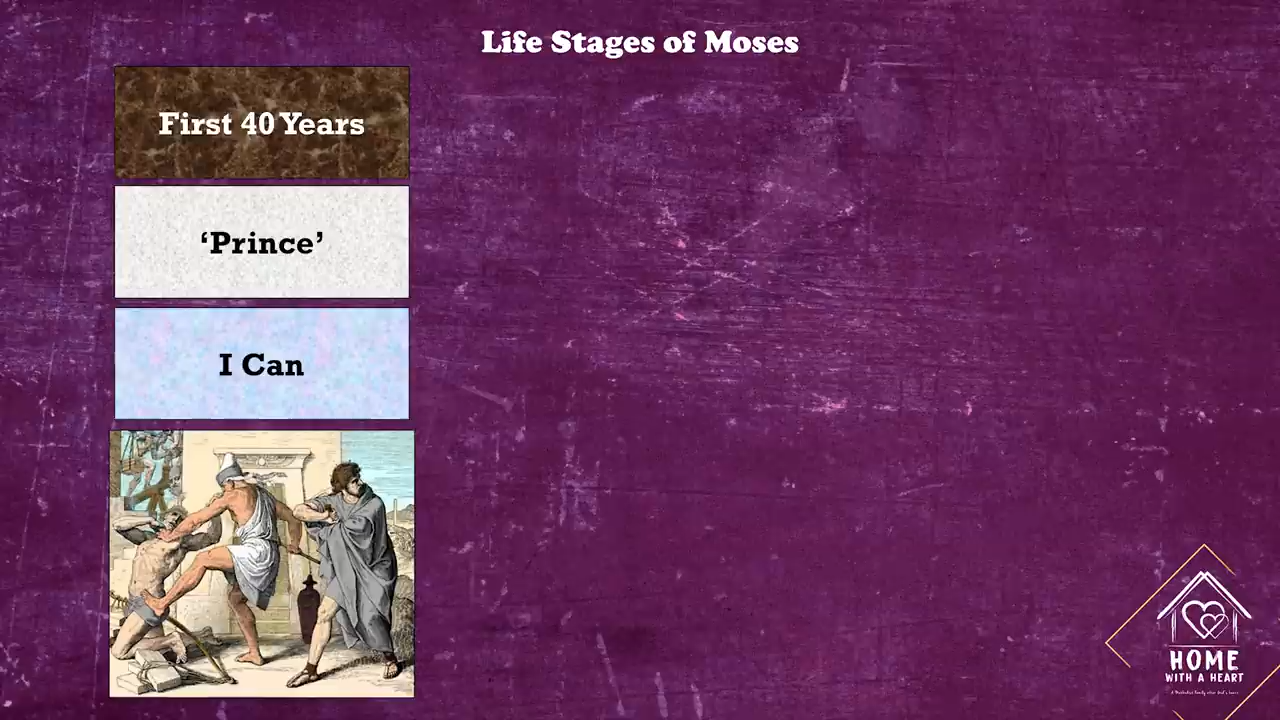 Life Stages of Moses
First 40 Years
‘Prince’
I Can
HOME
WITH A HEART